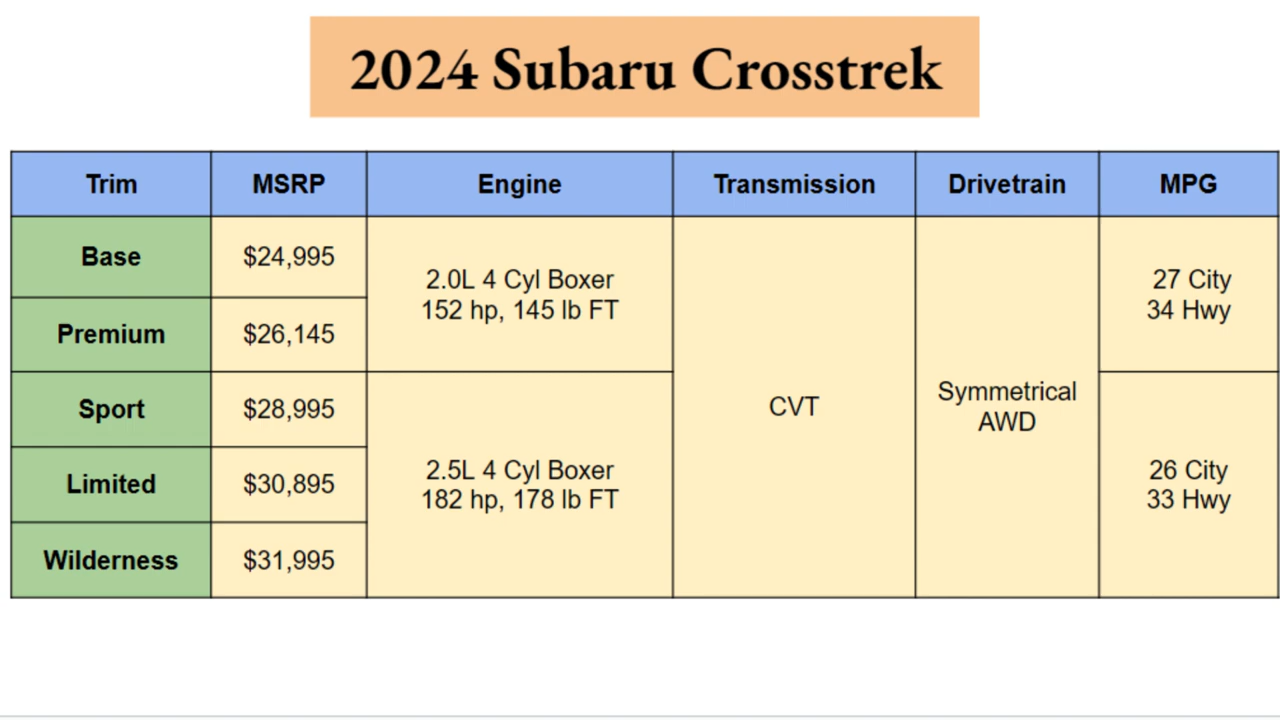 2024 Subaru Crosstrek
Trim MSRP Engine Transmission Drivetrain MPG
Base $24,995
2.0L 4 Cyl Boxer
152 hp, 145 lb FT
27 City
34 Hwy
Premium $26,145
Sport $28,995
CVT
Symmetrical
AWD
Limited $30,895
2.5L 4 Cyl Boxer
182 hp, 178 lb FT
26 City
33 Hwy
Wilderness $31,995